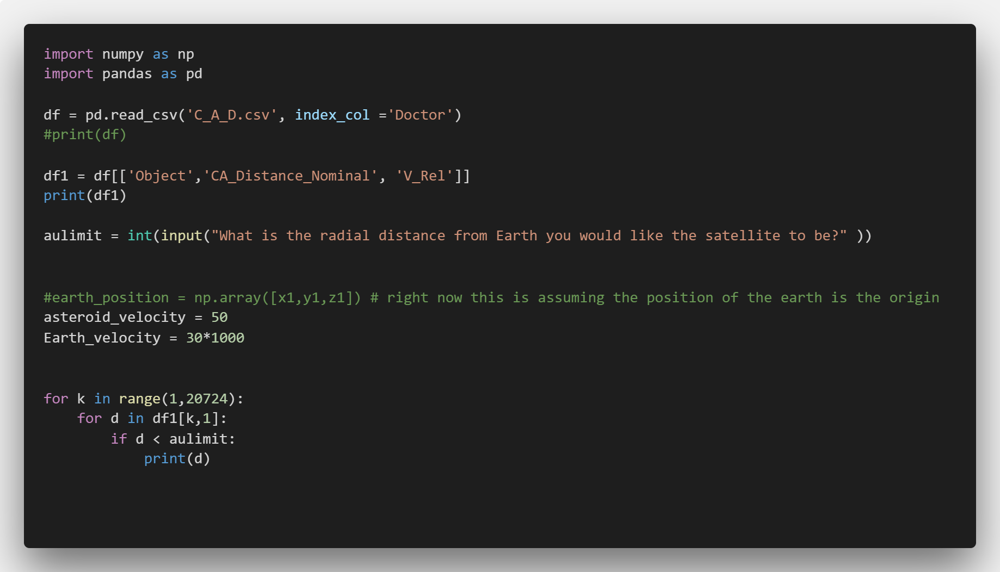 import numpy as np
import pandas as pd
df = pd.read_csv('C_A_D.csv', index_col ='Doctor')
#print(df)
df1 = df[['Object','CA_Distance_Nominal', 'V_Rel']]
print(df1)
aulimit = int(input("What is the radial distance from Earth you would like the satellite to be?" ))
#earth_position = np.array([x1,y1,z1]) # right now this is assuming the position of the earth is the origin
asteroid_velocity = 50
Earth_velocity = 30*1000
for k in range(1,20724):
    for d in df1[k,1]:
        if d < aulimit:
            print(d)